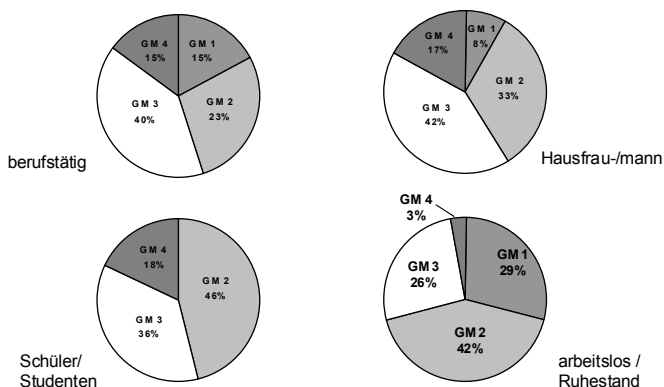 GM 4
15%
GM 1
15%
GM 3
40%
GM 2
23%
berufstätig
GM 4
17%
GM 1
8%
GM 2
33%
GM 3
42%
Hausfrau-/mann
GM 4
18%
GM 2
46%
GM 3
36%
Schüler/
Studenten
GM 4
3%
GM 1
29%
GM 3
26%
GM 2
42%
arbeitslos /
Ruhestand